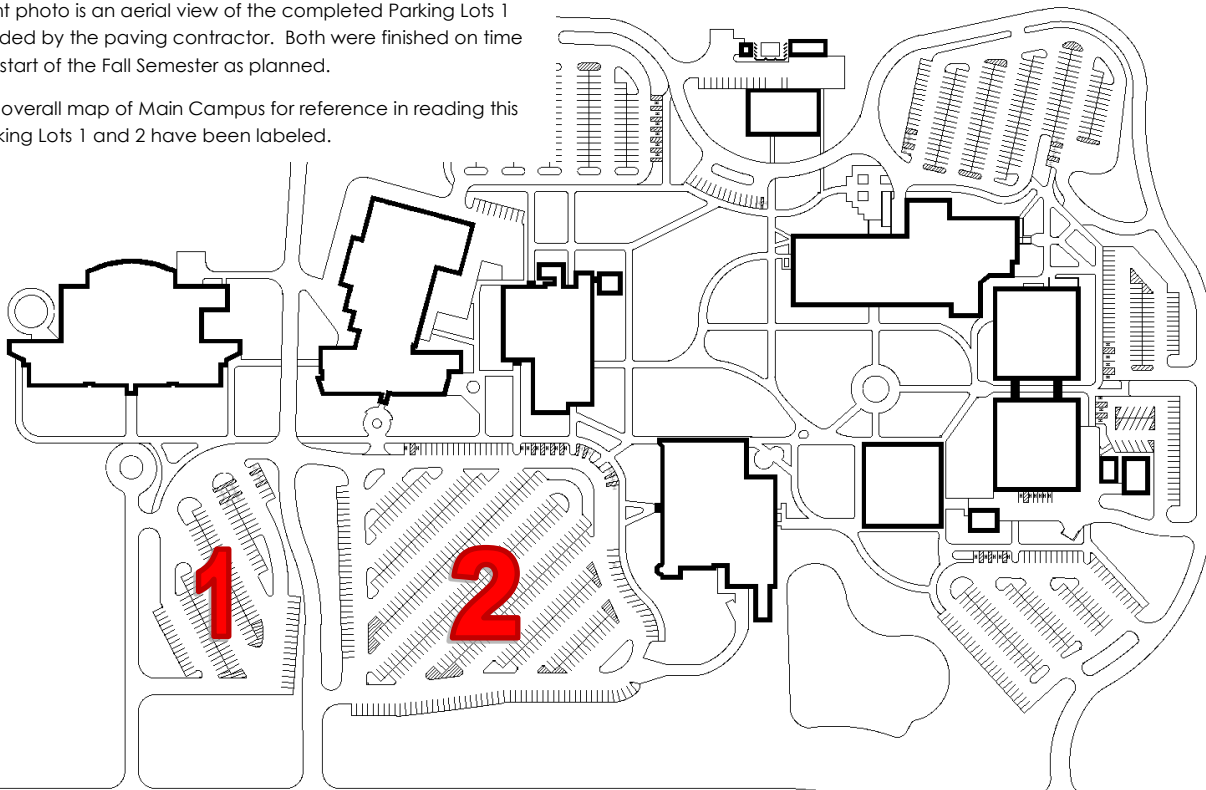 nt photo is an aerial view of the completed Parking Lots 1
ded by the paving contractor.  Both were finished on time
start of the Fall Semester as planned.
overall map of Main Campus for reference in reading this
king Lots 1 and 2 have been labeled.
1
2